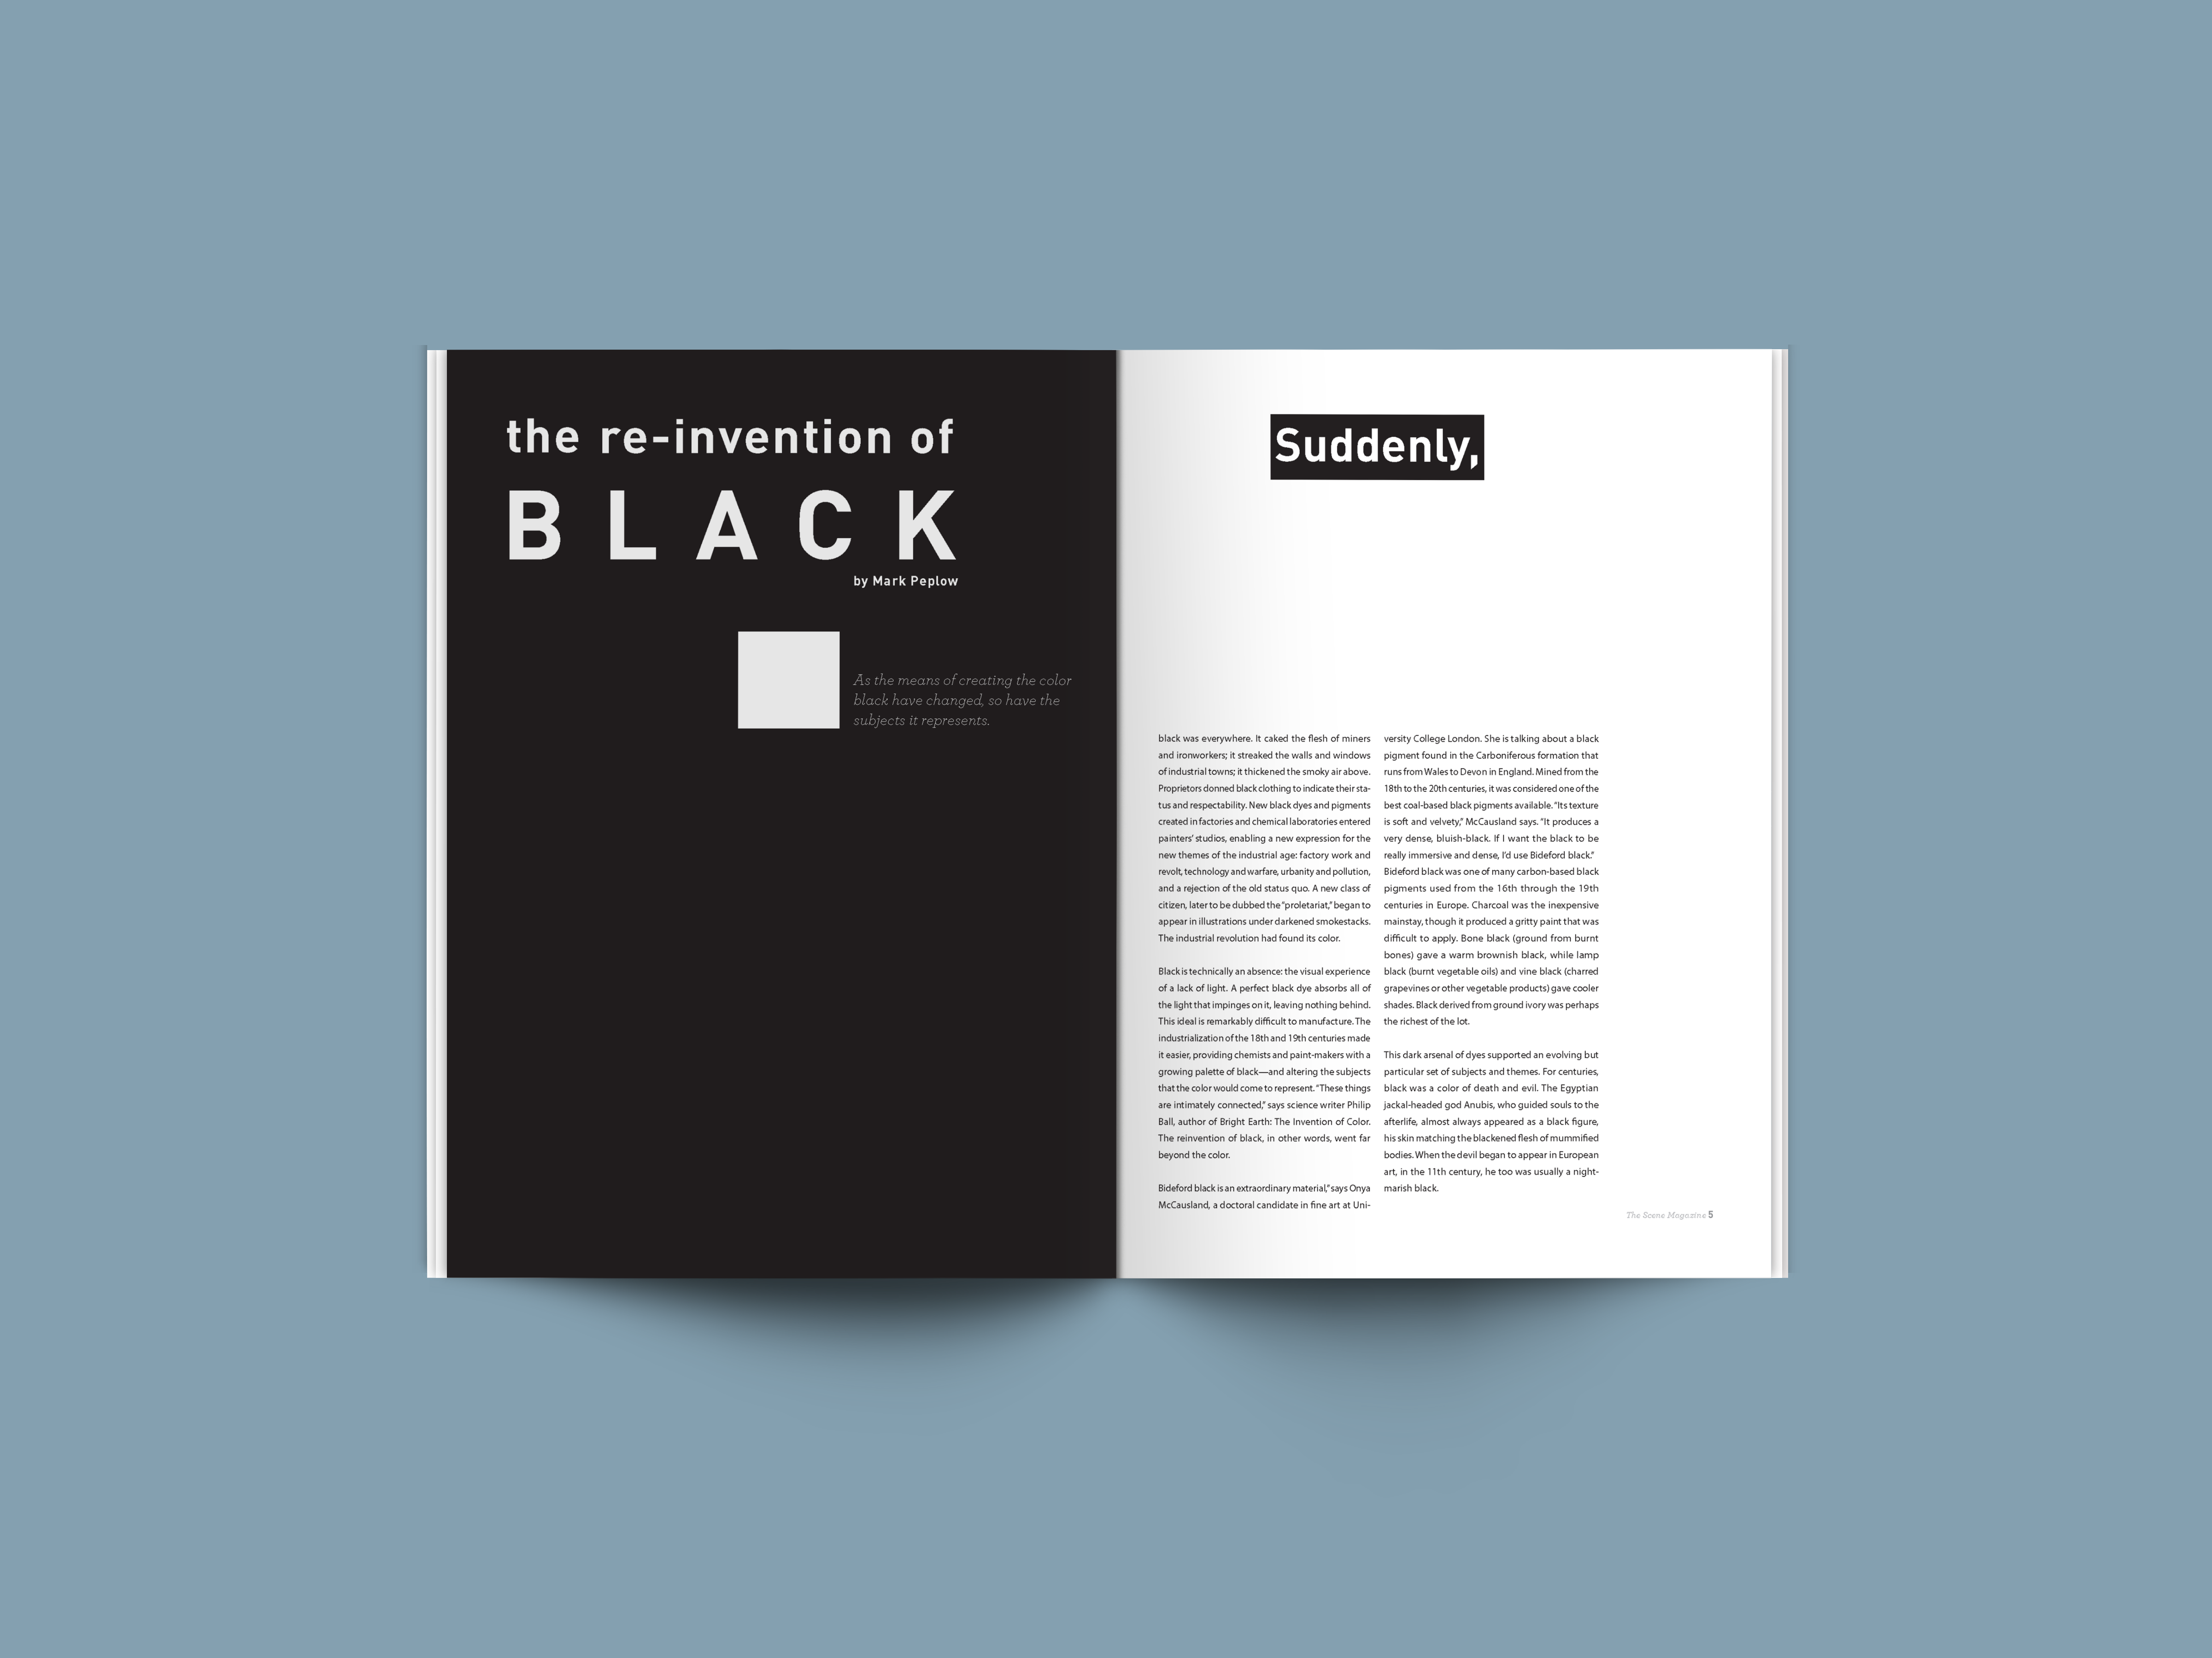 the re-invention of
BLACK
by Mark Peplow
As the means of creating the color
black have changed, so have the
subjects it represents.
Suddenly,
black was everywhere. It caked the flesh of miners
and ironworkers; it streaked the walls and windows
of industrial towns; it thickened the smoky air above.
Proprietors donned black clothing to indicate their sta-
tus and respectability. New black dyes and pigments
created in factories and chemical laboratories entered
painters’ studios, enabling a new expression for the
new themes of the industrial age: factory work and
revolt, technology and warfare, urbanity and pollution,
and a rejection of the old status quo. A new class of
citizen, later to be dubbed the “proletariat,” began to
appear in illustrations under darkened smokestacks.
The industrial revolution had found its color.
Black is technically an absence: the visual experience
of a lack of light. A perfect black dye absorbs all of
the light that impinges on it, leaving nothing behind.
This ideal is remarkably difficult to manufacture. The
industrialization of the 18th and 19th centuries made
it easier, providing chemists and paint-makers with a
growing palette of black—and altering the subjects
that the color would come to represent. “These things
are intimately connected,” says science writer Philip
Ball, author of Bright Earth: The Invention of Color.
The reinvention of black, in other words, went far
beyond the color.
Bideford black is an extraordinary material,” says Onya
McCausland, a doctoral candidate in fine art at Uni-
versity College London. She is talking about a black
pigment found in the Carboniferous formation that
runs from Wales to Devon in England. Mined from the
18th to the 20th centuries, it was considered one of the
best coal-based black pigments available. “Its texture
is soft and velvety,” McCausland says. “It produces a
very dense, bluish-black. If I want the black to be
really immersive and dense, I’d use Bideford black.”
Bideford black was one of many carbon-based black
pigments used from the 16th through the 19th
centuries in Europe. Charcoal was the inexpensive
mainstay, though it produced a gritty paint that was
difficult to apply. Bone black (ground from burnt
bones) gave a warm brownish black, while lamp
black (burnt vegetable oils) and vine black (charred
grapevines or other vegetable products) gave cooler
shades. Black derived from ground ivory was perhaps
the richest of the lot.
This dark arsenal of dyes supported an evolving but
particular set of subjects and themes. For centuries,
black was a color of death and evil. The Egyptian
jackal-headed god Anubis, who guided souls to the
afterlife, almost always appeared as a black figure,
his skin matching the blackened flesh of mummified
bodies. When the devil began to appear in European
art, in the 11th century, he too was usually a night-
marish black.
The Scene Magazine 5